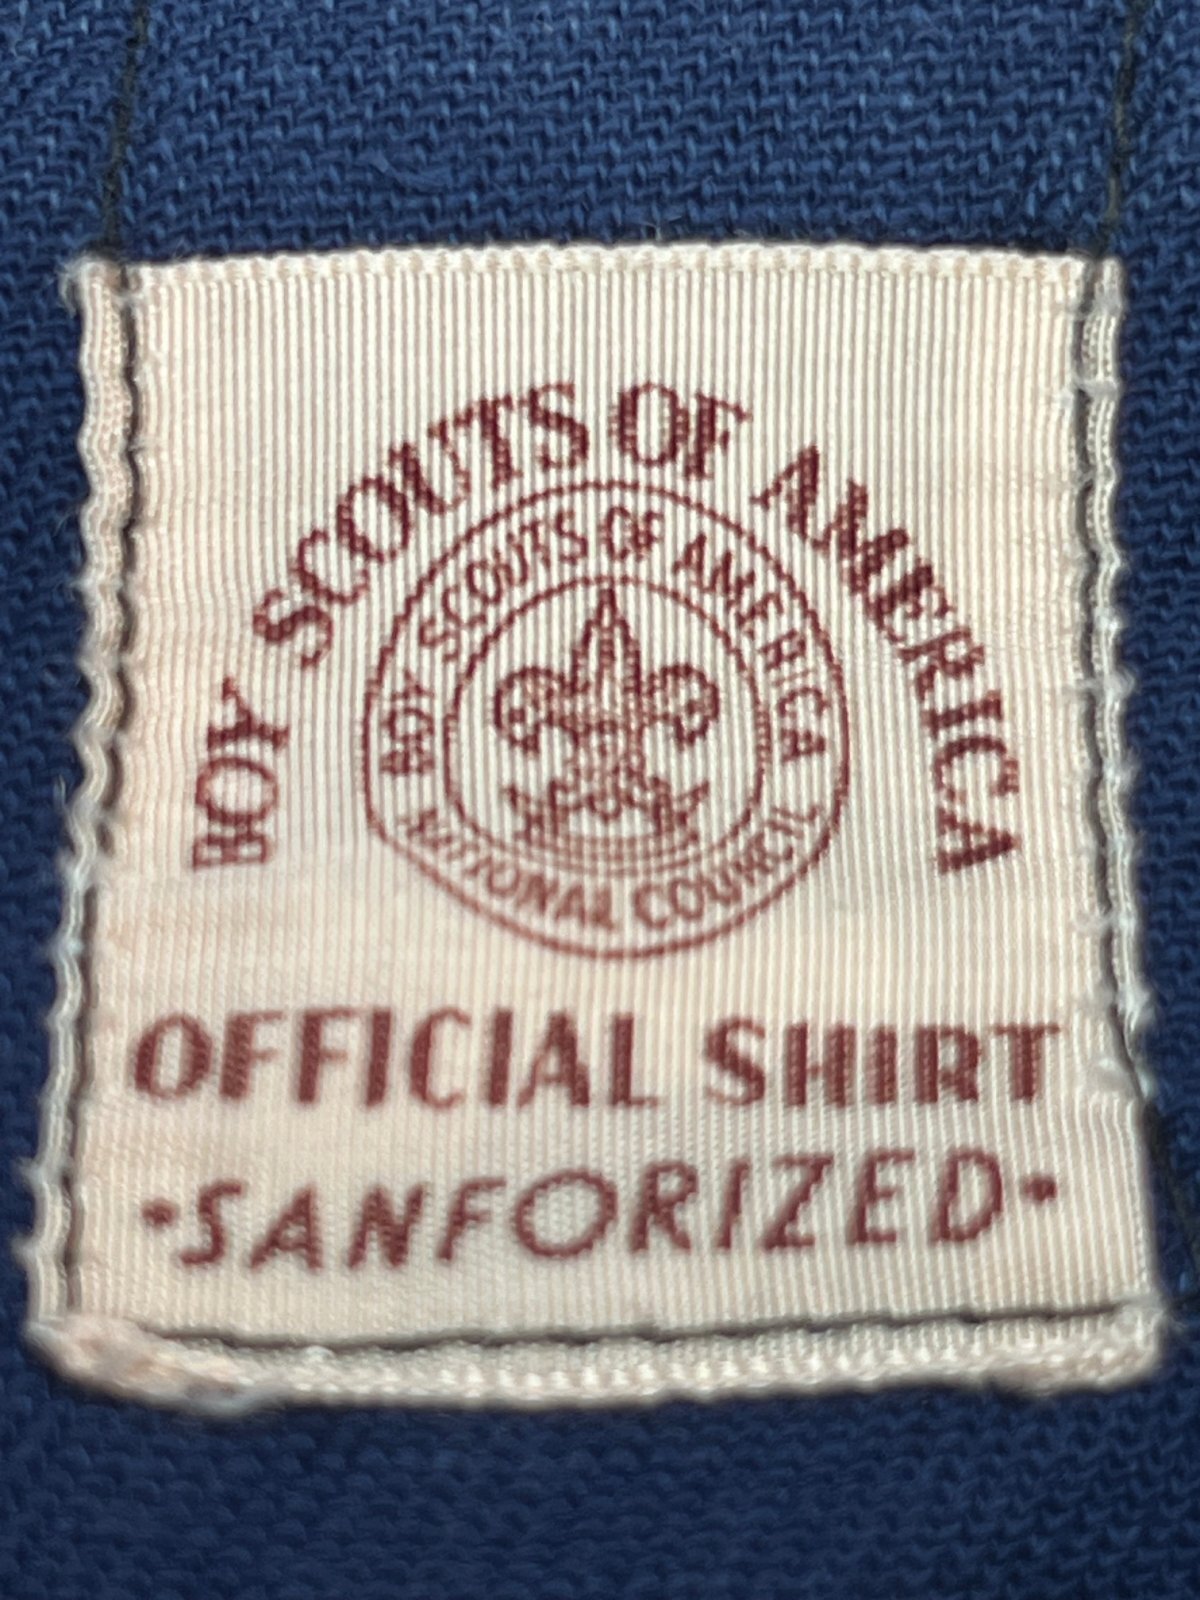 BOY SCOUTS OF AMERICA
BOY SCOUTS OF AMERICA
NATIONAL COUNCIL
OFFICIAL SHIRT
•SANFORIZED•